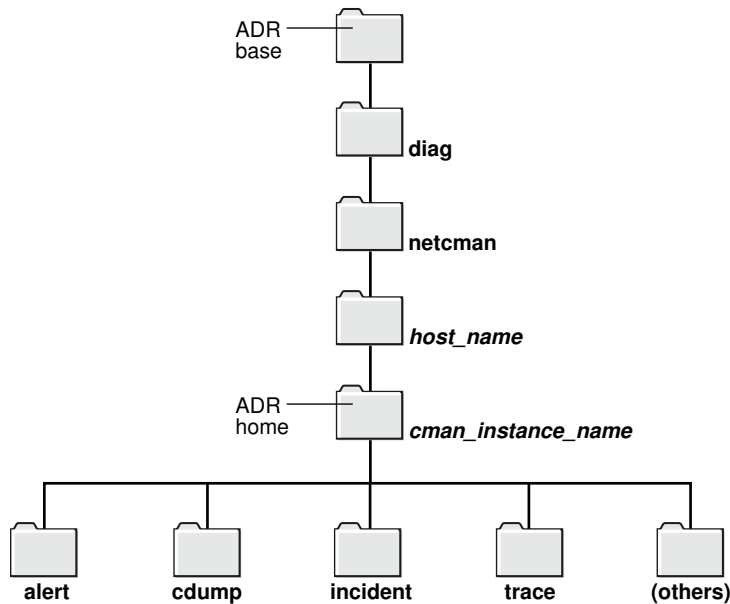 ADR
base
diag
netcman
host_name
ADR
home
cman_instance_name
alert
cdump
incident
trace
(others)